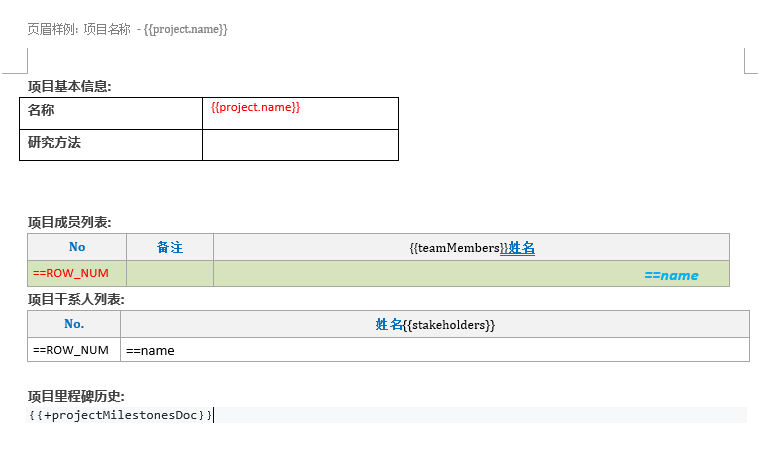 页眉样例: 项目名称 - {{project.name}}
项目基本信息:
名称 {{project.name}}
研究方法
项目成员列表:
No 备注 {{teamMembers}}姓名
==ROW_NUM ==name
项目干系人列表:
No. 姓名{{stakeholders}}
==ROW_NUM ==name
项目里程碑历史:
{{+projectMilestonesDoc}}